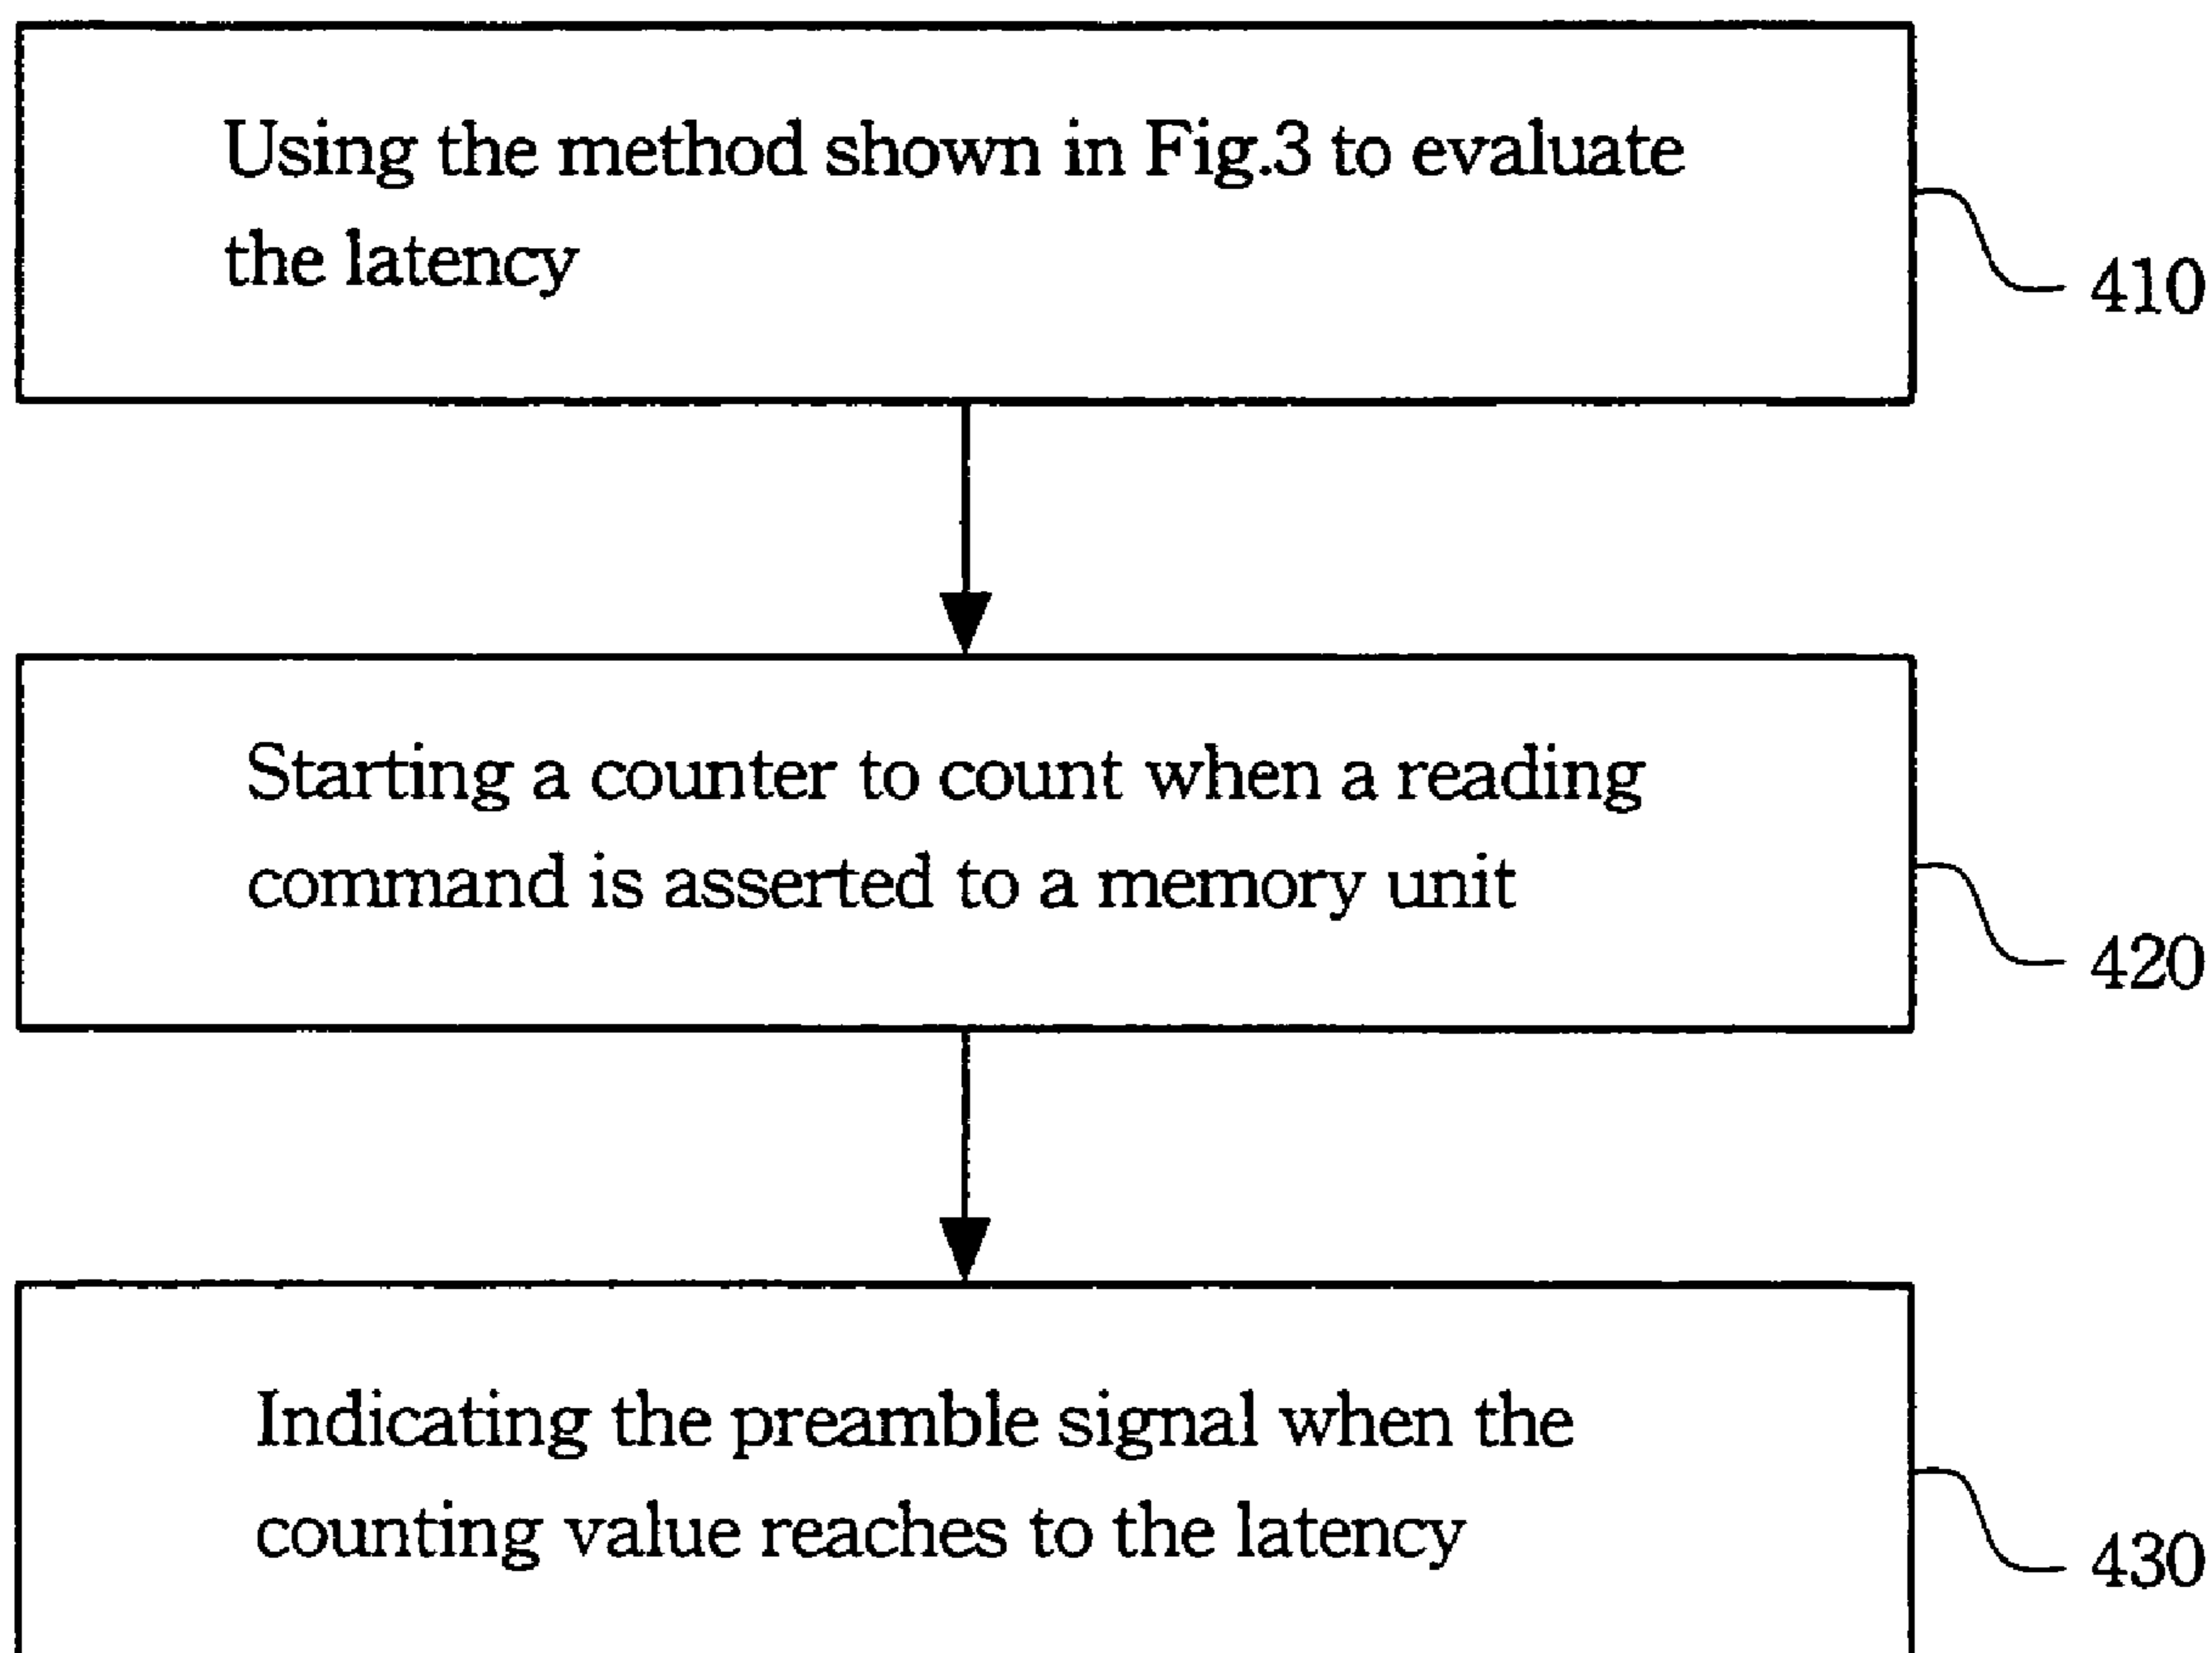 Using the method shown in Fig.3 to evaluate
the latency
410
Starting a counter to count when a reading
command is asserted to a memory unit
420
Indicating the preamble signal when the
counting value reaches to the latency
430